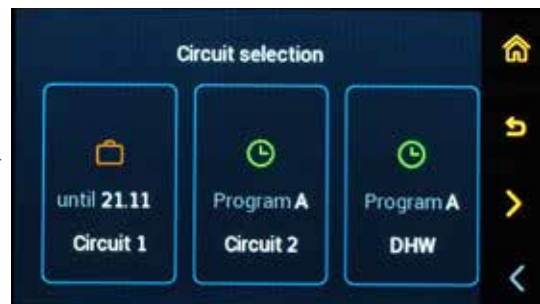 Circuit selection
until 21.11
Circuit 1
Program A
Circuit 2
Program A
DHW